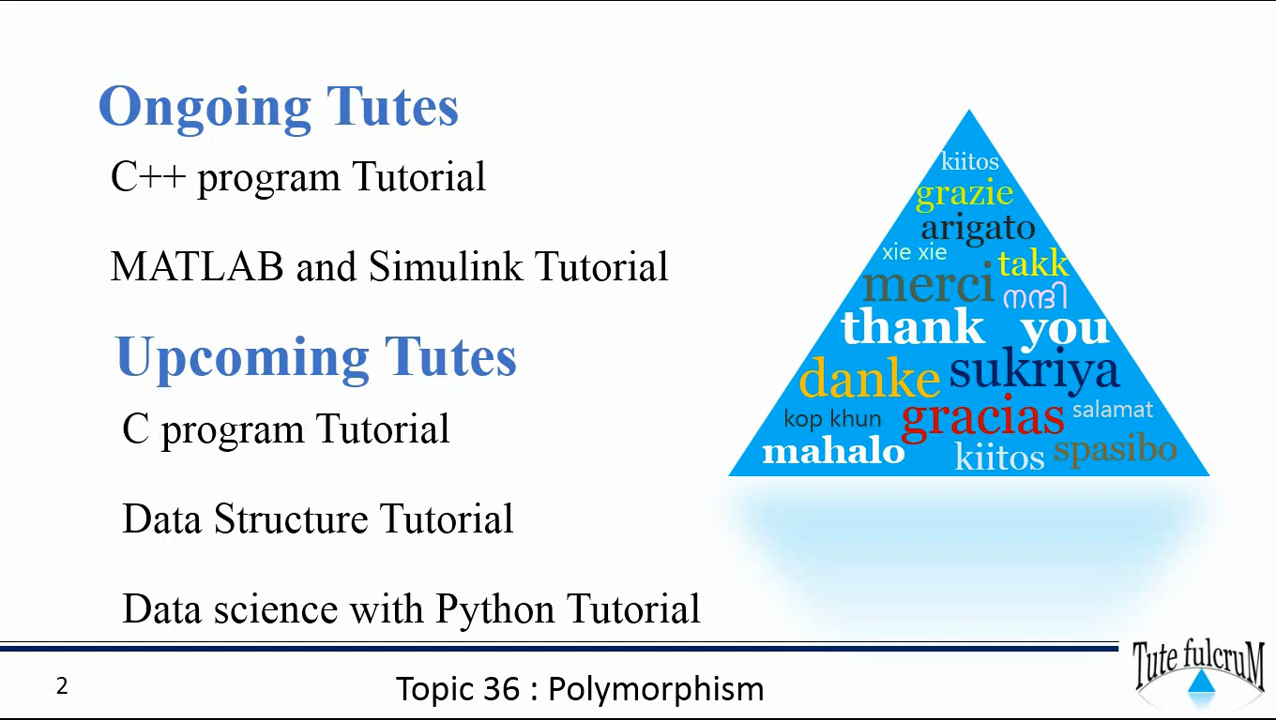 Ongoing Tutes
C++ program Tutorial
MATLAB and Simulink Tutorial
Upcoming Tutes
C program Tutorial
Data Structure Tutorial
Data science with Python Tutorial
kiitos
grazie
arigato
xie xie
takk
merci
നന്ദി
thank you
danke
sukriya
kop khun
gracias
salamat
mahalo
kiitos
spasibo
2
Topic 36 : Polymorphism
Tute fulcruM